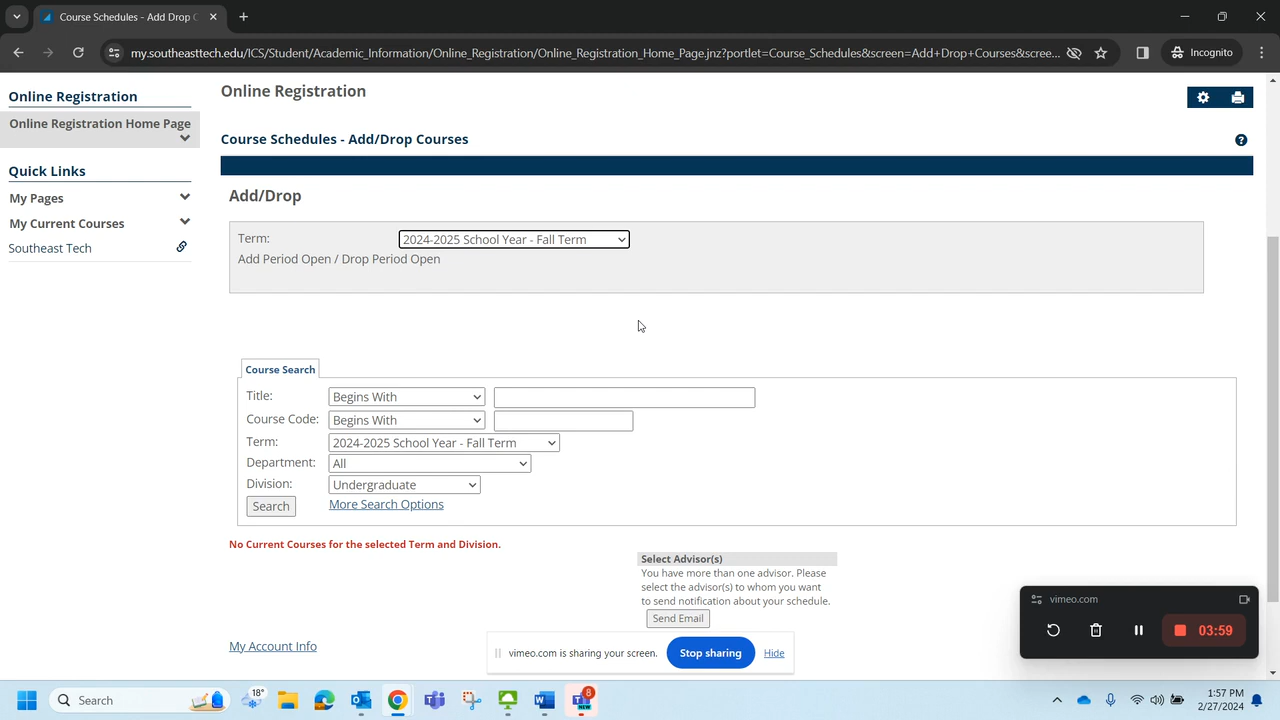 Course Schedules - Add/Drop C
my.southeasttech.edu/ICS/Student/Academic_Information/Online_Registration/Online_Registration_Home_Page.jnz?portlet=Course_Schedules&screen=Add+Drop+Courses&scree...
Incognito
Online Registration
Online Registration Home Page
Quick Links
My Pages
My Current Courses
Southeast Tech
Online Registration
Course Schedules - Add/Drop Courses
Add/Drop
Term: 2024-2025 School Year - Fall Term
Add Period Open / Drop Period Open
Course Search
Title: Begins With
Course Code: Begins With
Term: 2024-2025 School Year - Fall Term
Department: All
Division: Undergraduate
Search More Search Options
No Current Courses for the selected Term and Division.
Select Advisor(s)
You have more than one advisor. Please
select the advisor(s) to whom you want
to send notification about your schedule.
Send Email
My Account Info
vimeo.com is sharing your screen. Stop sharing Hide
vimeo.com
03:59
Search
18°
8
NEW
1:57 PM
2/27/2024